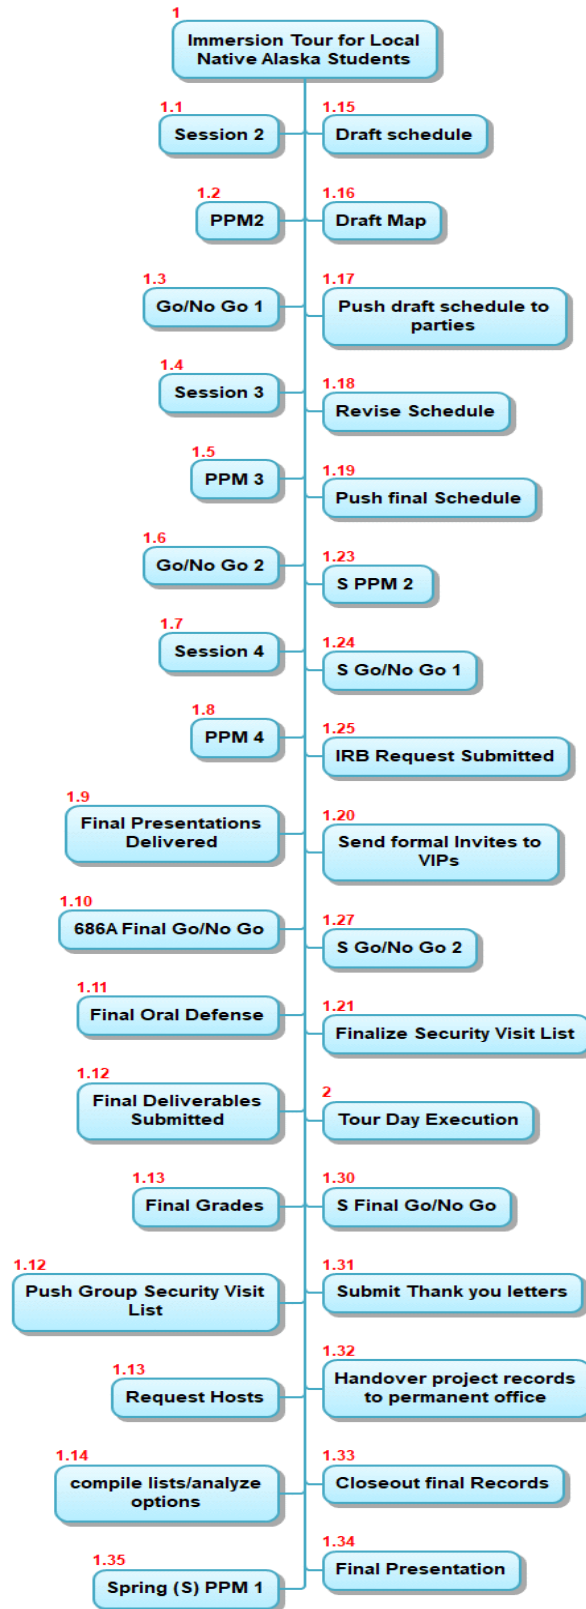 1
Immersion Tour for Local
Native Alaska Students
1.1
Session 2
1.2
PPM2
1.3
Go/No Go 1
1.4
Session 3
1.5
PPM 3
1.6
Go/No Go 2
1.7
Session 4
1.8
PPM 4
1.9
Final Presentations
Delivered
1.10
686A Final Go/No Go
1.11
Final Oral Defense
1.12
Final Deliverables
Submitted
1.13
Final Grades
1.12
Push Group Security Visit
List
1.13
Request Hosts
1.14
compile lists/analyze
options
1.35
Spring (S) PPM 1
1.15
Draft schedule
1.16
Draft Map
1.17
Push draft schedule to
parties
1.18
Revise Schedule
1.19
Push final Schedule
1.23
S PPM 2
1.24
S Go/No Go 1
1.25
IRB Request Submitted
1.20
Send formal Invites to
VIPs
1.27
S Go/No Go 2
1.21
Finalize Security Visit List
2
Tour Day Execution
1.30
S Final Go/No Go
1.31
Submit Thank you letters
1.32
Handover project records
to permanent office
1.33
Closeout final Records
1.34
Final Presentation